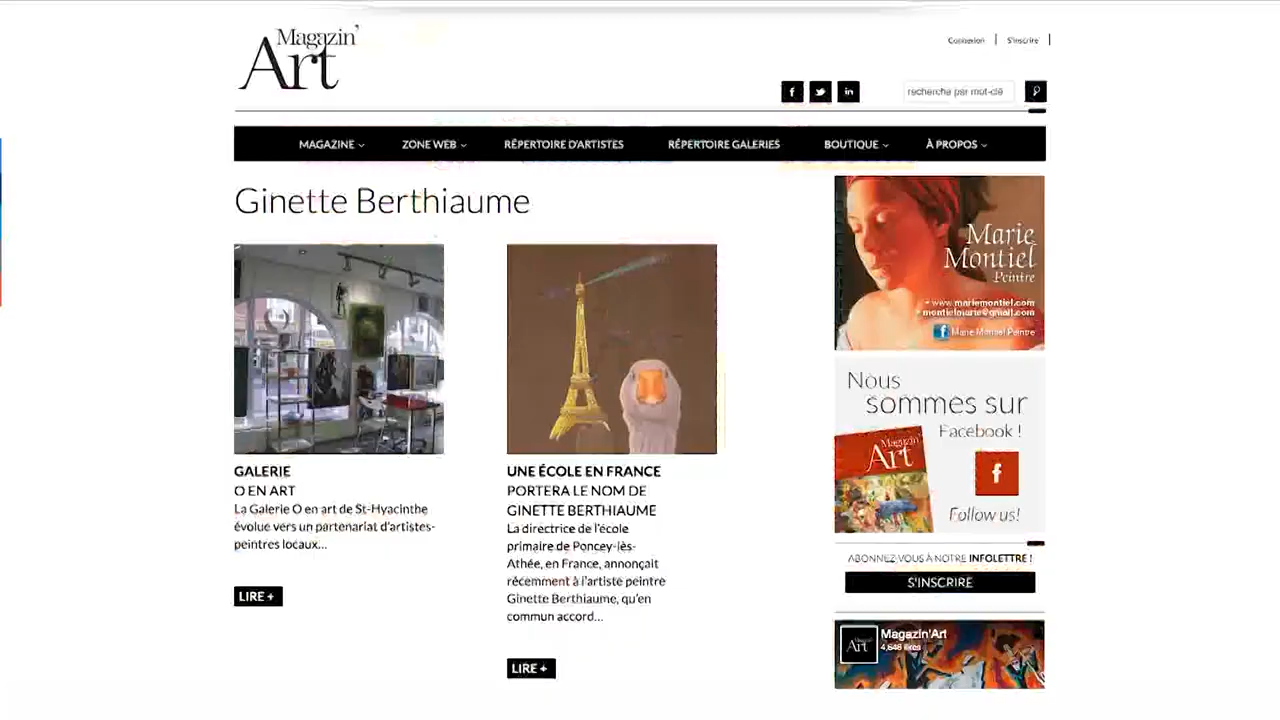 Magazin'
Art
Connexion | S'inscrire |
recherche par mot-clé
MAGAZINE
ZONE WEB
RÉPERTOIRE D'ARTISTES
RÉPERTOIRE GALERIES
BOUTIQUE
À PROPOS
Ginette Berthiaume
GALERIE
O EN ART
La Galerie O en art de St-Hyacinthe
évolue vers un partenariat d'artistes-
peintres locaux...
LIRE +
UNE ÉCOLE EN FRANCE
PORTERA LE NOM DE
GINETTE BERTHIAUME
La directrice de l'école
primaire de Poncey-lès-
Athée, en France, annonçait
récemment à l'artiste peintre
Ginette Berthiaume, qu'en
commun accord...
LIRE +
Marie
Montiel
Peintre
• www.mariemontiel.com
• montielmarie@gmail.com
Marie Montiel Peintre
Nous
sommes sur
Facebook !
Magazin'
Art
Follow us!
ABONNEZ-VOUS À NOTRE INFOLETTRE !
S'INSCRIRE
Magazin'Art
4,648 likes